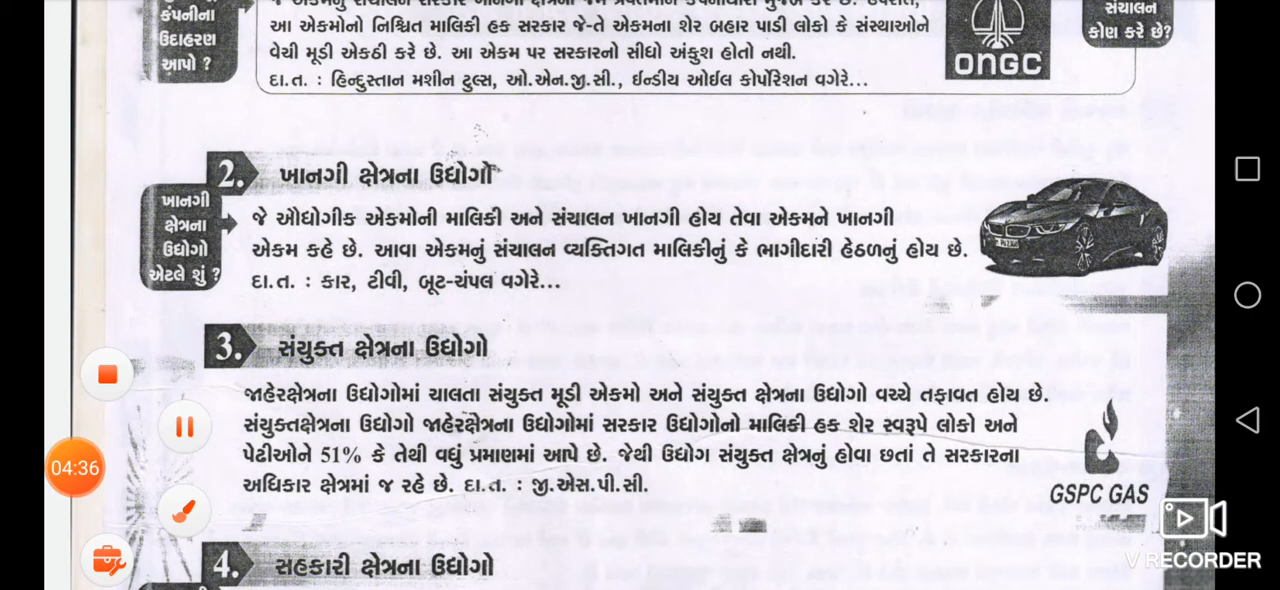 કંપનીના
ઉદાહરણ
આપો ?
આ એકમોનો નિશ્ચિત માલિકી હક સરકાર જે-તે એકમના શેર બહાર પાડી લોકો કે સંસ્થાઓને
વેચી મૂડી એકઠી કરે છે. આ એકમ પર સરકારનો સીધો અંકુશ હોતો નથી.
દા.ત. : હિન્દુસ્તાન મશીન ટુલ્સ, ઓ.એન.જી.સી., ઈન્ડીય ઓઈલ કોર્પોરેશન વગેરે...
ONGC
સંચાલન
કોણ કરે છે?
2. ખાનગી ક્ષેત્રના ઉદ્યોગો
ખાનગી
ક્ષેત્રના
ઉદ્યોગો
એટલે શું ?
જે ઔદ્યોગીક એકમોની માલિકી અને સંચાલન ખાનગી હોય તેવા એકમને ખાનગી
એકમ કહે છે. આવા એકમનું સંચાલન વ્યક્તિગત માલિકીનું કે ભાગીદારી હેઠળનું હોય છે.
દા.ત. : કાર, ટીવી, બૂટ-ચંપલ વગેરે...
3. સંયુક્ત ક્ષેત્રના ઉદ્યોગો
જાહેરક્ષેત્રના ઉદ્યોગોમાં ચાલતા સંયુક્ત મૂડી એકમો અને સંયુક્ત ક્ષેત્રના ઉદ્યોગો વચ્ચે તફાવત હોય છે.
સંયુક્તક્ષેત્રના ઉદ્યોગો જાહેરક્ષેત્રના ઉદ્યોગોમાં સરકાર ઉદ્યોગોનો માલિકી હક શેર સ્વરૂપે લોકો અને
પેઢીઓને 51% કે તેથી વધું પ્રમાણમાં આપે છે. જેથી ઉદ્યોગ સંયુક્ત ક્ષેત્રનું હોવા છતાં તે સરકારના
અધિકાર ક્ષેત્રમાં જ રહે છે. દા.ત. : જી.એસ.પી.સી.
GSPC GAS
4. સહકારી ક્ષેત્રના ઉદ્યોગો
04:36
V RECORDER